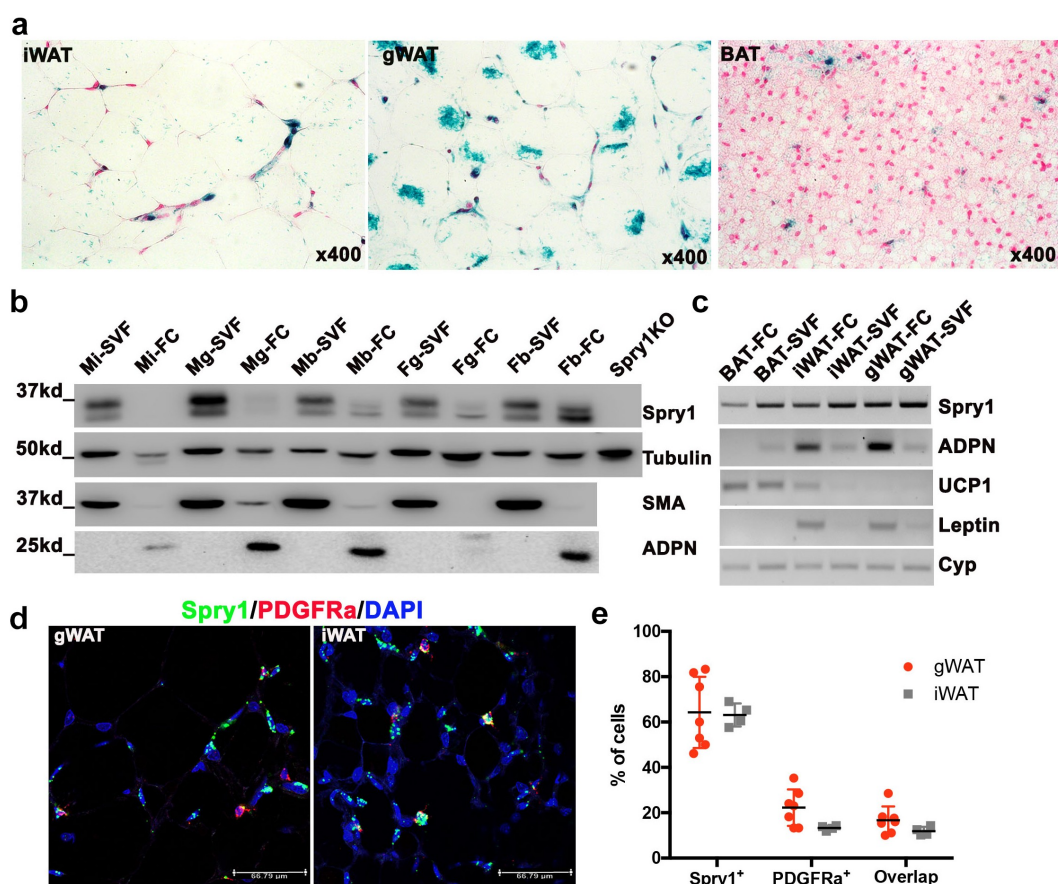 a
iWAT
gWAT
BAT
x400
x400
x400
b
Mi-SVF
Mi-FC
Mg-SVF
Mg-FC
Mb-SVF
Mb-FC
Fg-SVF
Fg-FC
Fb-SVF
Fb-FC
Spry1KO
37kd
Spry1
50kd
Tubulin
37kd
SMA
25kd
ADPN
c
BAT-FC
BAT-SVF
iWAT-FC
iWAT-SVF
gWAT-FC
gWAT-SVF
Spry1
ADPN
UCP1
Leptin
Cyp
d
Spry1/PDGFRa/DAPI
gWAT
iWAT
66.79 µm
66.79 µm
e
100
80
60
40
20
0
% of cells
gWAT
iWAT
Spry1⁺
PDGFRa⁺
Overlap